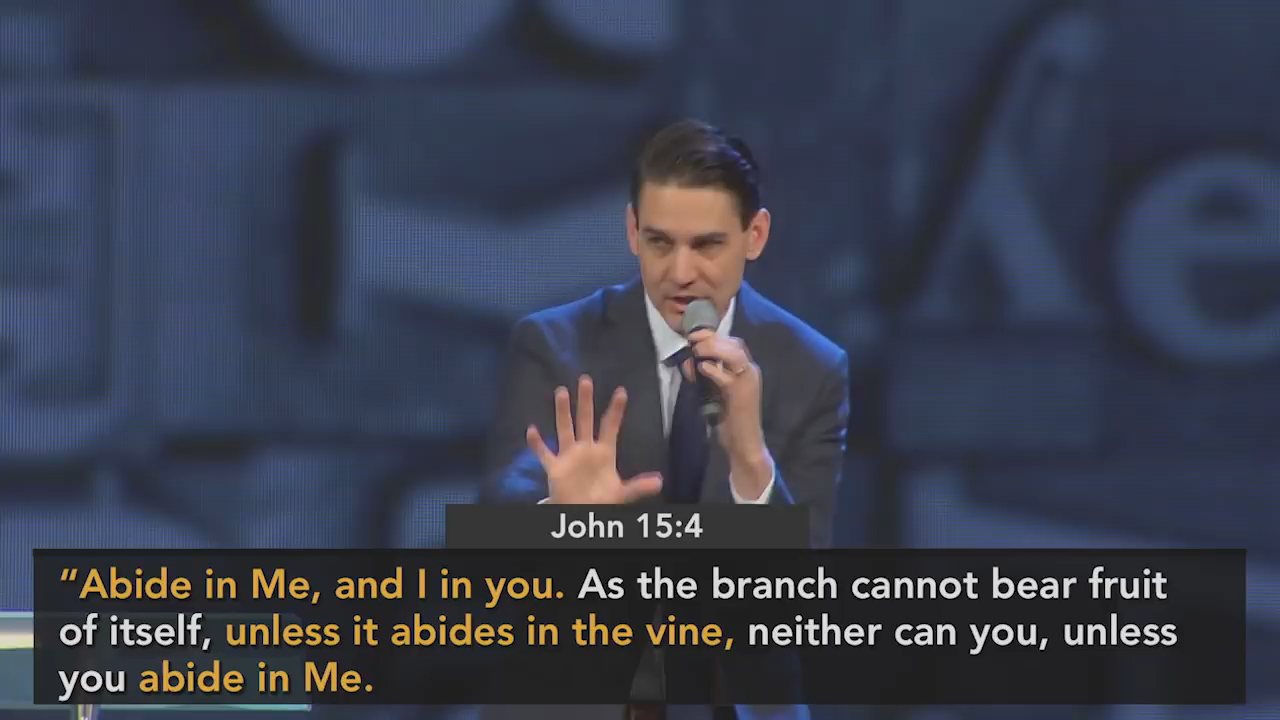 John 15:4
“Abide in Me, and I in you. As the branch cannot bear fruit
of itself, unless it abides in the vine, neither can you, unless
you abide in Me.